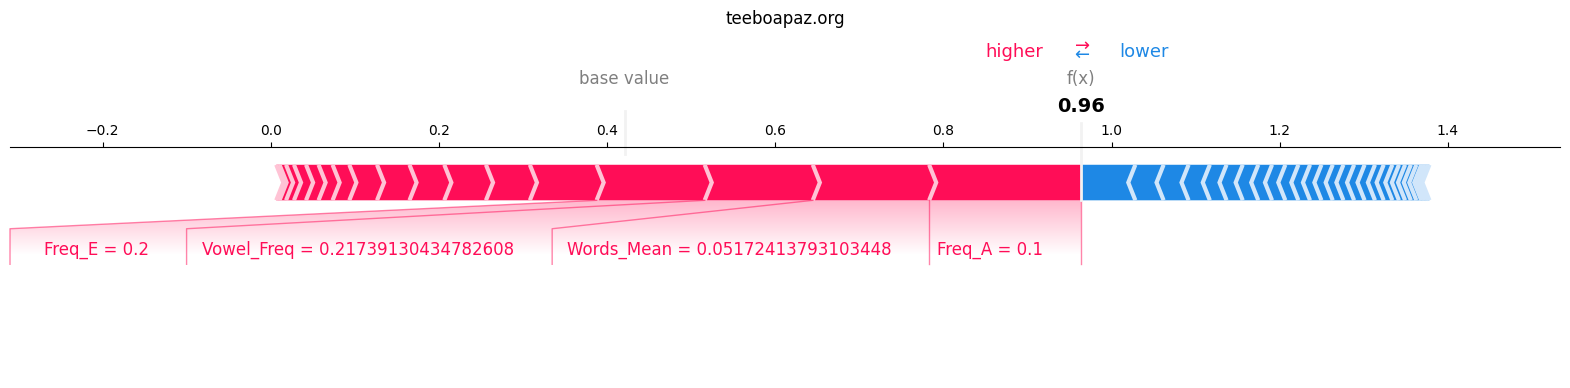 teeboapaz.org
higher ⇄ lower
base value
f(x)
0.96
−0.2 0.0 0.2 0.4 0.6 0.8 1.0 1.2 1.4
Freq_E = 0.2 Vowel_Freq = 0.21739130434782608 Words_Mean = 0.05172413793103448 Freq_A = 0.1